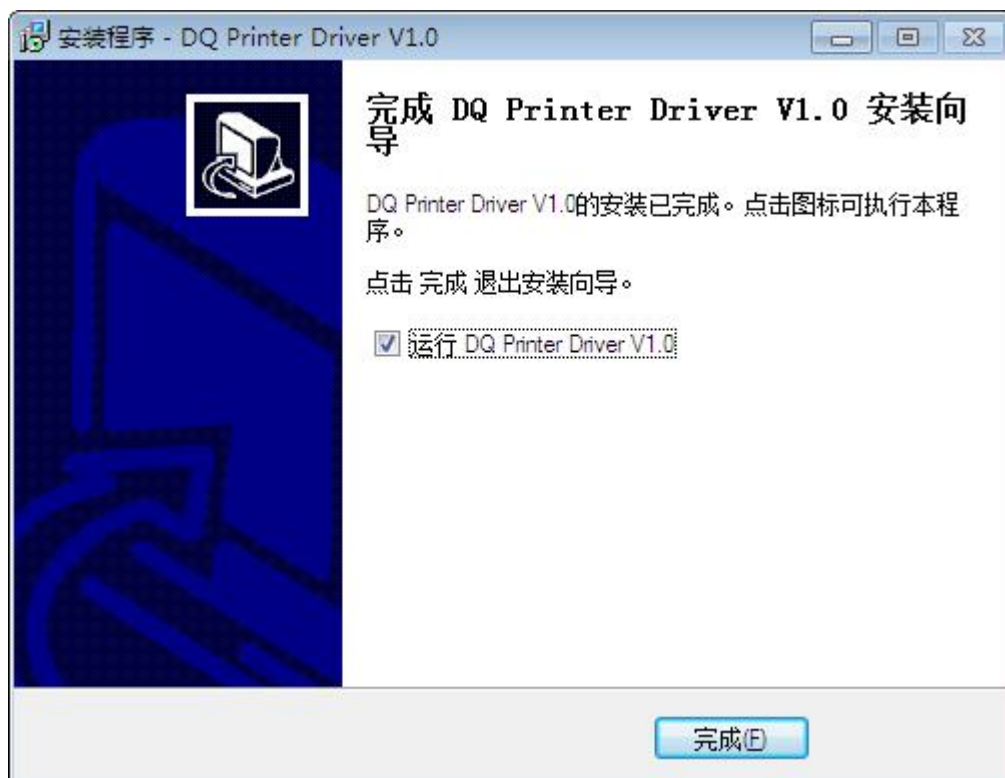 安装程序 - DQ Printer Driver V1.0
完成 DQ Printer Driver V1.0 安装向
导
DQ Printer Driver V1.0的安装已完成。点击图标可执行本程
序。
点击 完成 退出安装向导。
运行 DQ Printer Driver V1.0
完成(F)